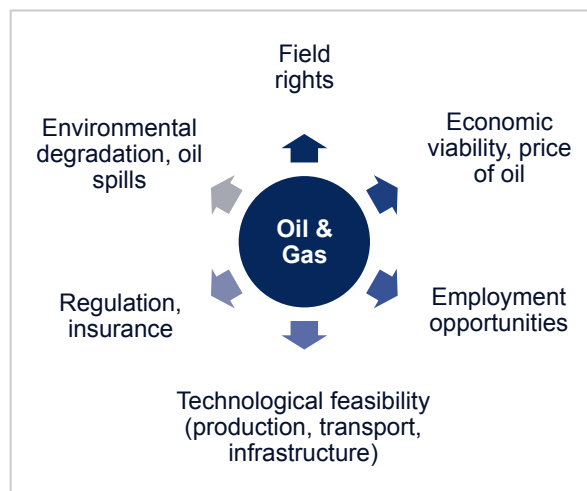 Field
rights
Environmental
degradation, oil
spills
Economic
viability, price
of oil
Oil &
Gas
Regulation,
insurance
Employment
opportunities
Technological feasibility
(production, transport,
infrastructure)